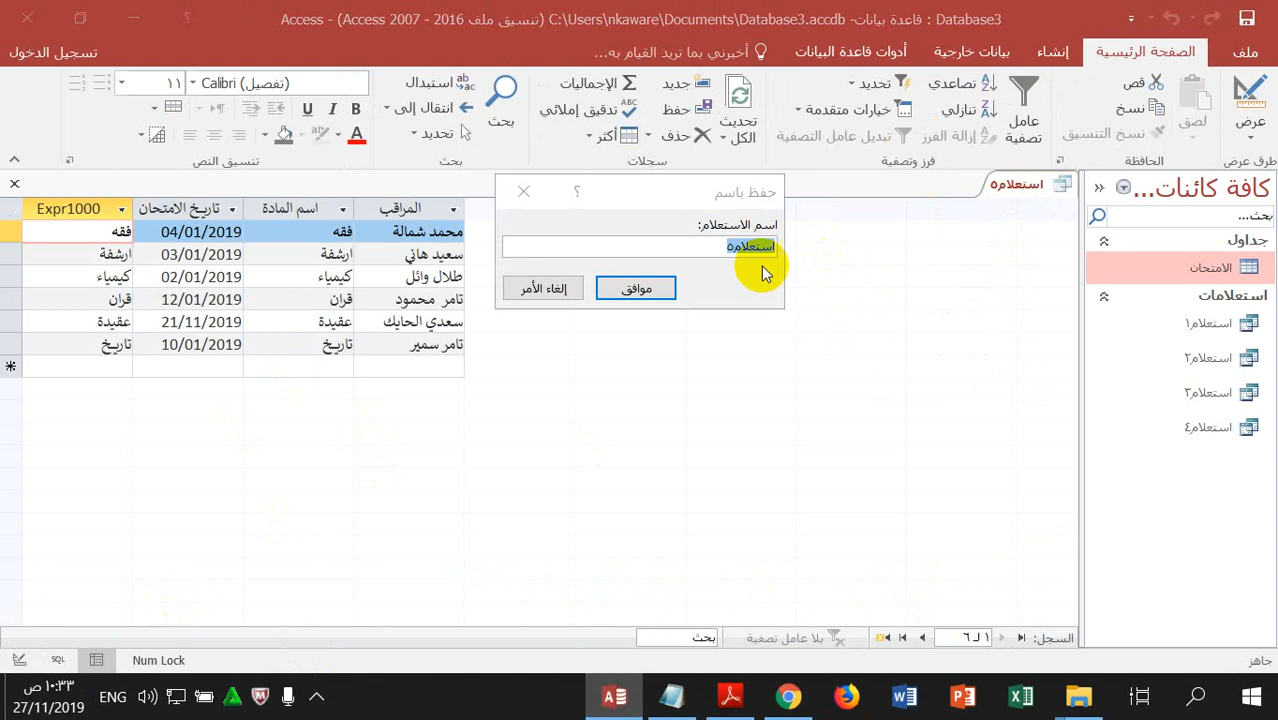 Database3 : قاعدة بيانات- C:\Users\nkaware\Documents\Database3.accdb (تنسيق ملف Access 2007 - 2016) - Access
ملف
الصفحة الرئيسية
إنشاء
بيانات خارجية
أدوات قاعدة البيانات
أخبرني بما تريد القيام به...
تسجيل الدخول
عرض
طرق عرض
لصق
قص
نسخ
نسخ التنسيق
الحافظة
عامل تصفية
تصاعدي
تنازلي
إزالة الفرز
تحديد
خيارات متقدمة
تبديل عامل التصفية
فرز وتصفية
تحديث الكل
جديد
حفظ
حذف
الإجماليات
تدقيق إملائي
أكثر
سجلات
بحث
استبدال
انتقال إلى
تحديد
بحث
Calibri (تفصيل)
١١
B I U
A
تنسيق النص
كافة كائنات...
بحث...
جداول
الامتحان
استعلامات
استعلام١
استعلام٢
استعلام٣
استعلام٤
استعلام٥
المراقب اسم المادة تاريخ الامتحان Expr1000
محمد شمالة فقه 04/01/2019 فقه
سعيد هاني ارشفة 03/01/2019 ارشفة
طلال وائل كيمياء 02/01/2019 كيمياء
تامر محمود قران 12/01/2019 قران
سعدي الحايك عقيدة 21/11/2019 عقيدة
تامر سمير تاريخ 10/01/2019 تاريخ
حفظ باسم
؟
اسم الاستعلام:
استعلام٥
موافق
إلغاء الأمر
السجل: ١ لـ ٦
بلا عامل تصفية
بحث
جاهز
Num Lock
SQL
ENG
١٠:٣٣ ص
27/11/2019